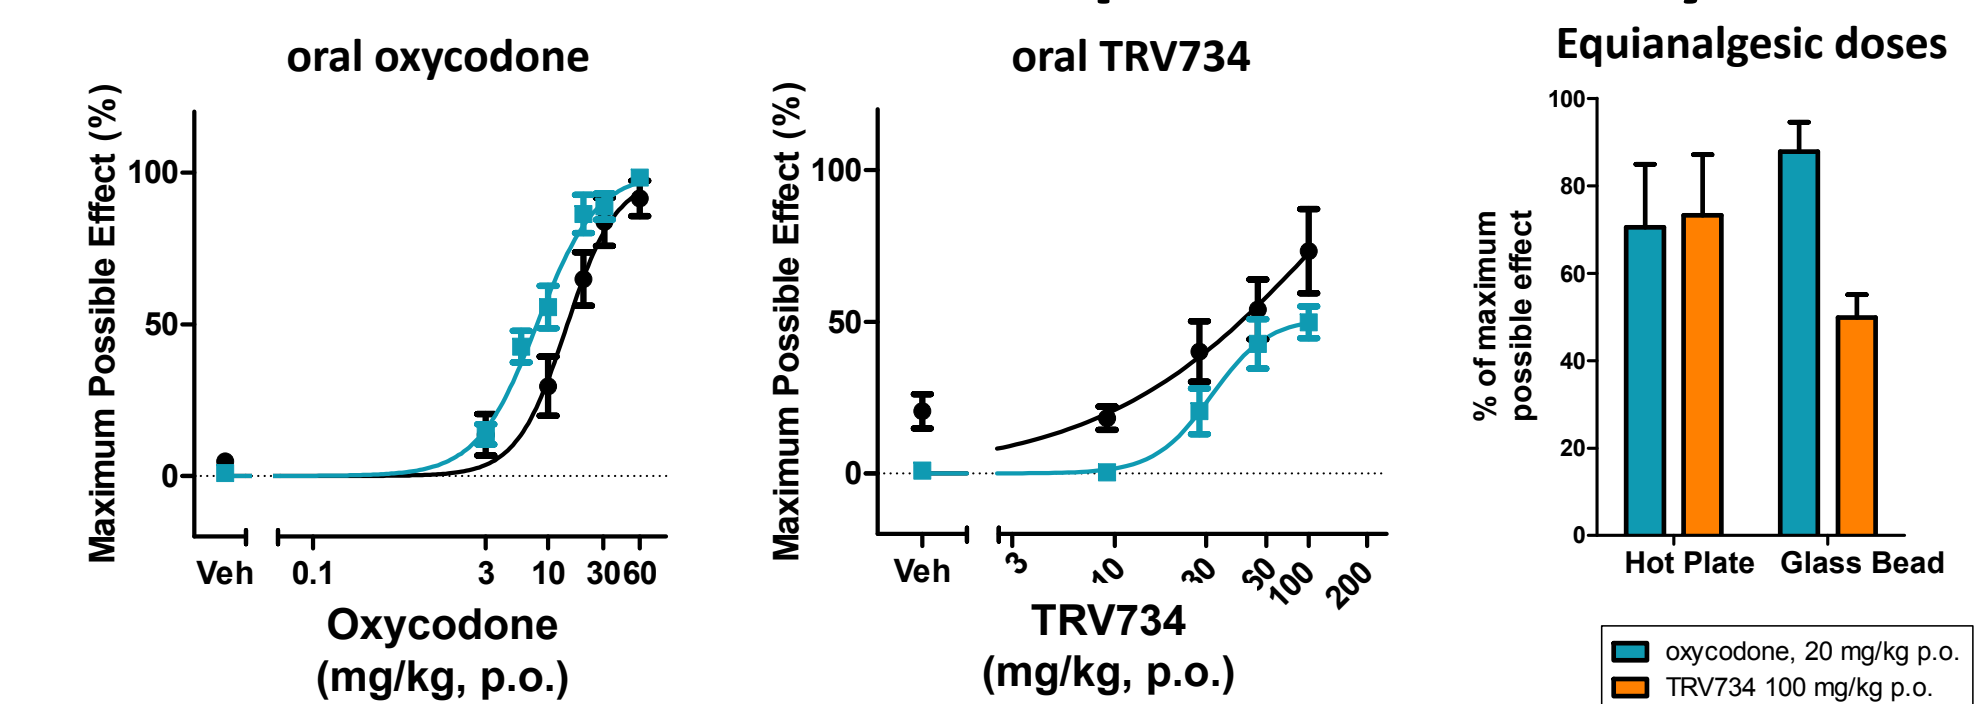 oral oxycodone
Maximum Possible Effect (%)
100
50
0
Veh 0.1 3 10 30 60
Oxycodone
(mg/kg, p.o.)
oral TRV734
Maximum Possible Effect (%)
100
50
0
Veh 3 10 30 100 200
TRV734
(mg/kg, p.o.)
Equianalgesic doses
% of maximum
possible effect
100
80
60
40
20
0
Hot Plate Glass Bead
oxycodone, 20 mg/kg p.o.
TRV734 100 mg/kg p.o.